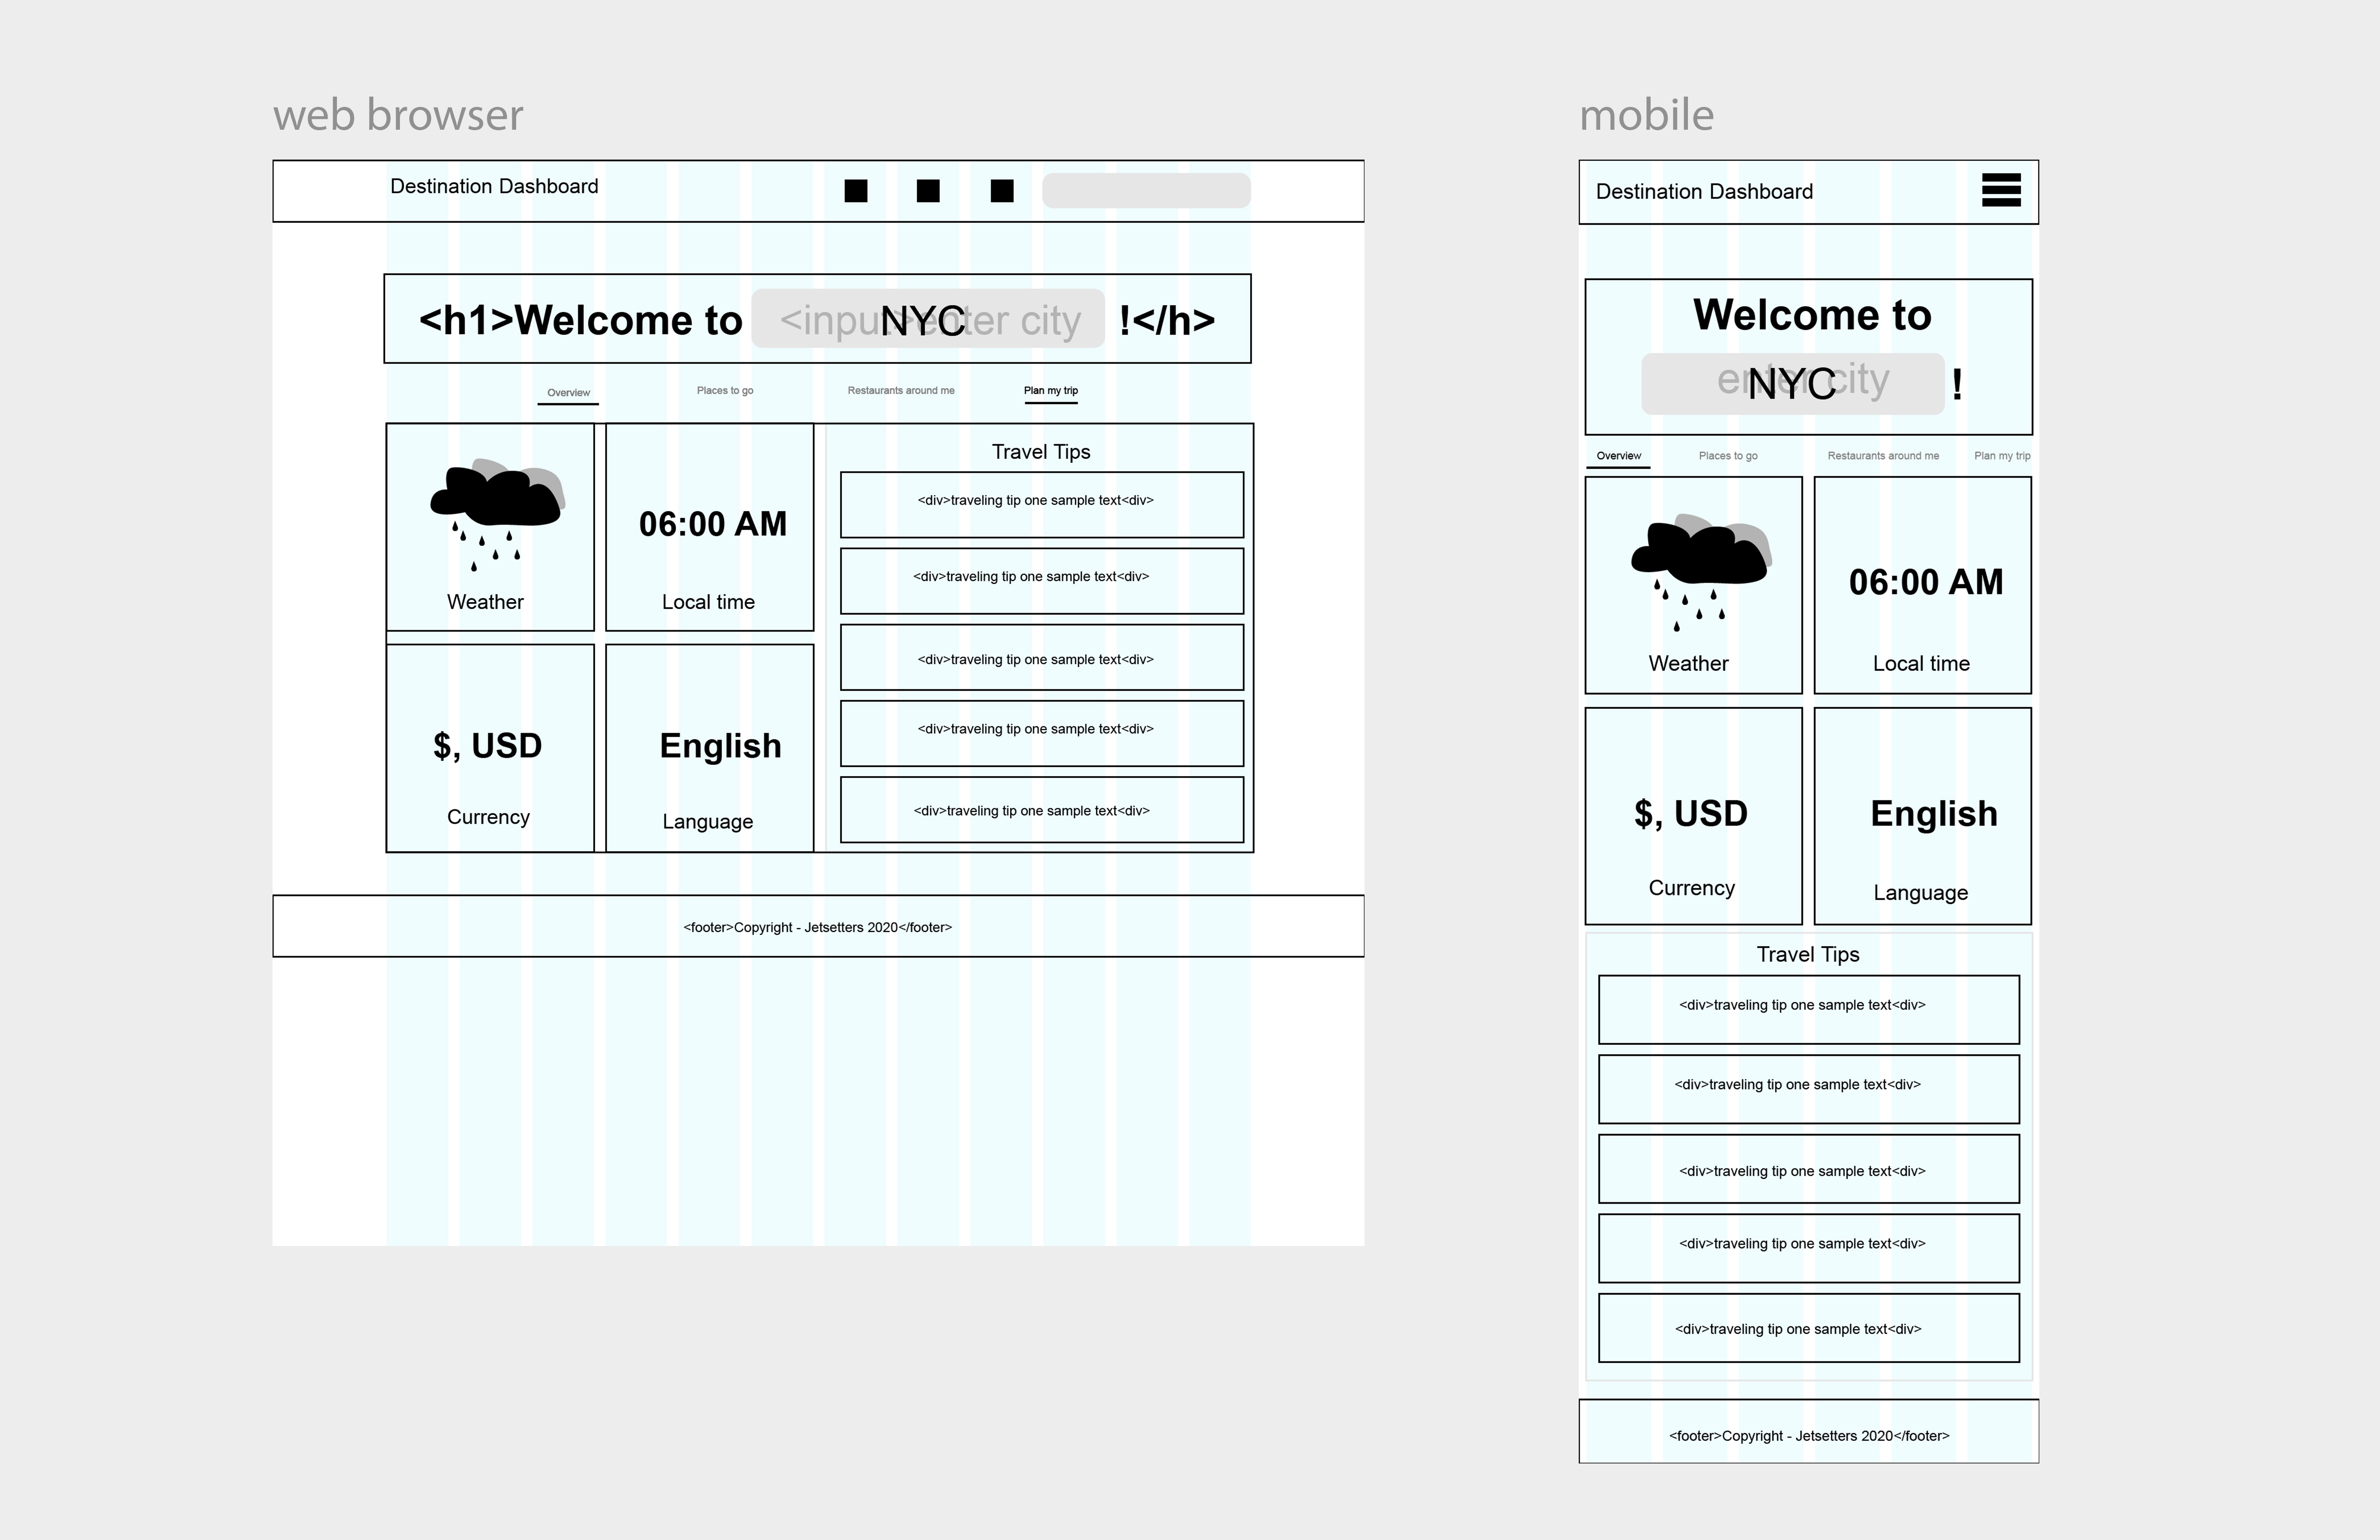 web browser
Destination Dashboard
<h1>Welcome to <input>enter city NYC !</h>
Overview
Places to go
Restaurants around me
Plan my trip
Weather
06:00 AM
Local time
$, USD
Currency
English
Language
Travel Tips
<div>traveling tip one sample text<div>
<div>traveling tip one sample text<div>
<div>traveling tip one sample text<div>
<div>traveling tip one sample text<div>
<div>traveling tip one sample text<div>
<footer>Copyright - Jetsetters 2020</footer>
mobile
Destination Dashboard
Welcome to
enter city NYC !
Overview
Places to go
Restaurants around me
Plan my trip
Weather
06:00 AM
Local time
$, USD
Currency
English
Language
Travel Tips
<div>traveling tip one sample text<div>
<div>traveling tip one sample text<div>
<div>traveling tip one sample text<div>
<div>traveling tip one sample text<div>
<div>traveling tip one sample text<div>
<footer>Copyright - Jetsetters 2020</footer>